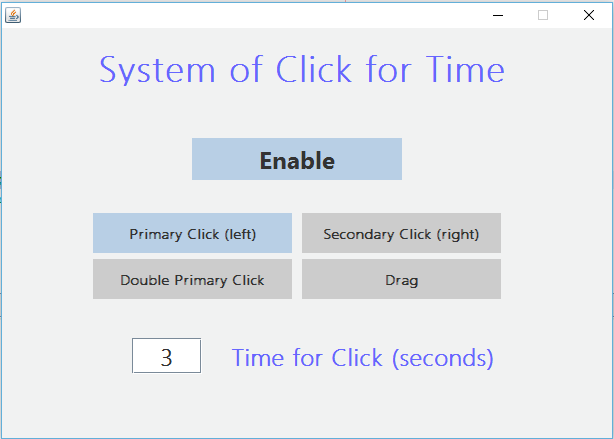 System of Click for Time
Enable
Primary Click (left)
Secondary Click (right)
Double Primary Click
Drag
3
Time for Click (seconds)